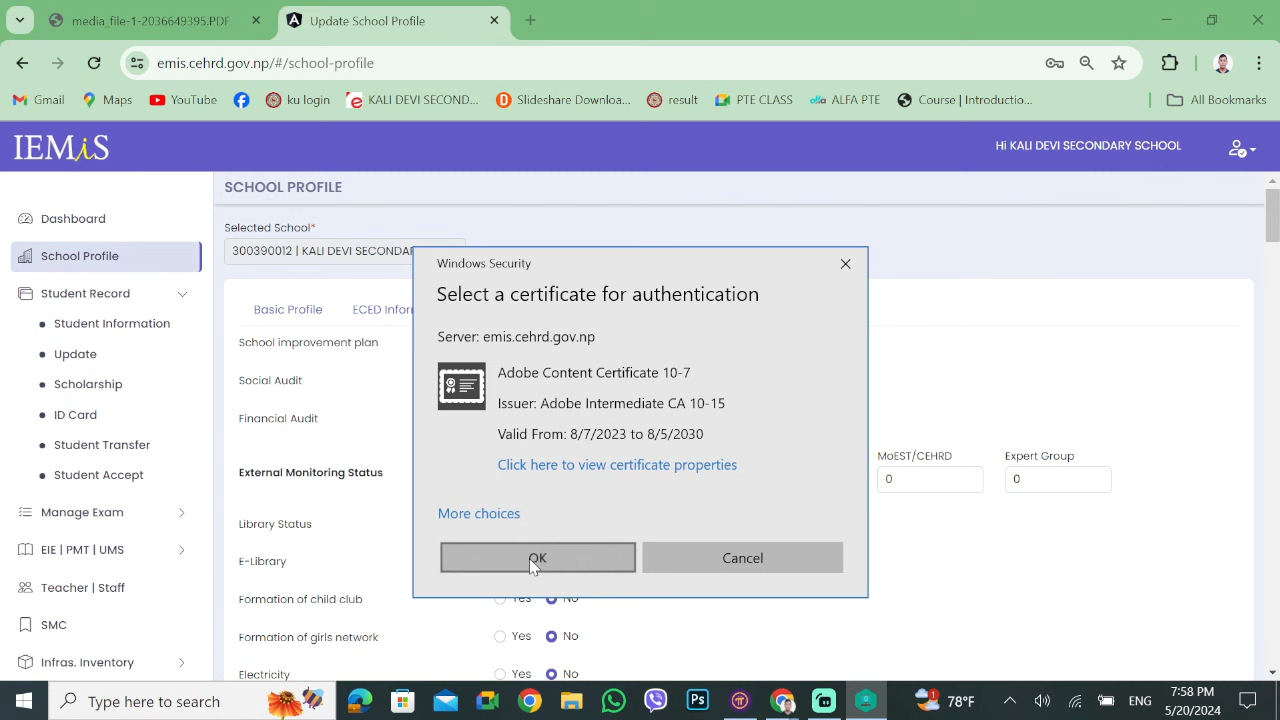 media_file-1-2036649395.PDF
Update School Profile
emis.cehrd.gov.np/#/school-profile
Gmail
Maps
YouTube
ku login
KALI DEVI SECOND...
Slideshare Downloa...
result
PTE CLASS
ALFA PTE
Course | Introductio...
All Bookmarks
IEMiS
Hi KALI DEVI SECONDARY SCHOOL
Dashboard
School Profile
Student Record
Student Information
Update
Scholarship
ID Card
Student Transfer
Student Accept
Manage Exam
EIE | PMT | UMS
Teacher | Staff
SMC
Infras. Inventory
SCHOOL PROFILE
Selected School*
300390012 | KALI DEVI SECONDAR
Basic Profile
ECED Infor
School improvement plan
Social Audit
Financial Audit
External Monitoring Status
MoEST/CEHRD
Expert Group
0
0
Library Status
E-Library
Formation of child club
Yes No
Formation of girls network
Yes No
Electricity
Yes No
Windows Security
Select a certificate for authentication
Server: emis.cehrd.gov.np
Adobe Content Certificate 10-7
Issuer: Adobe Intermediate CA 10-15
Valid From: 8/7/2023 to 8/5/2030
Click here to view certificate properties
More choices
OK
Cancel
Type here to search
Ps
1
78°F
ENG
7:58 PM
5/20/2024